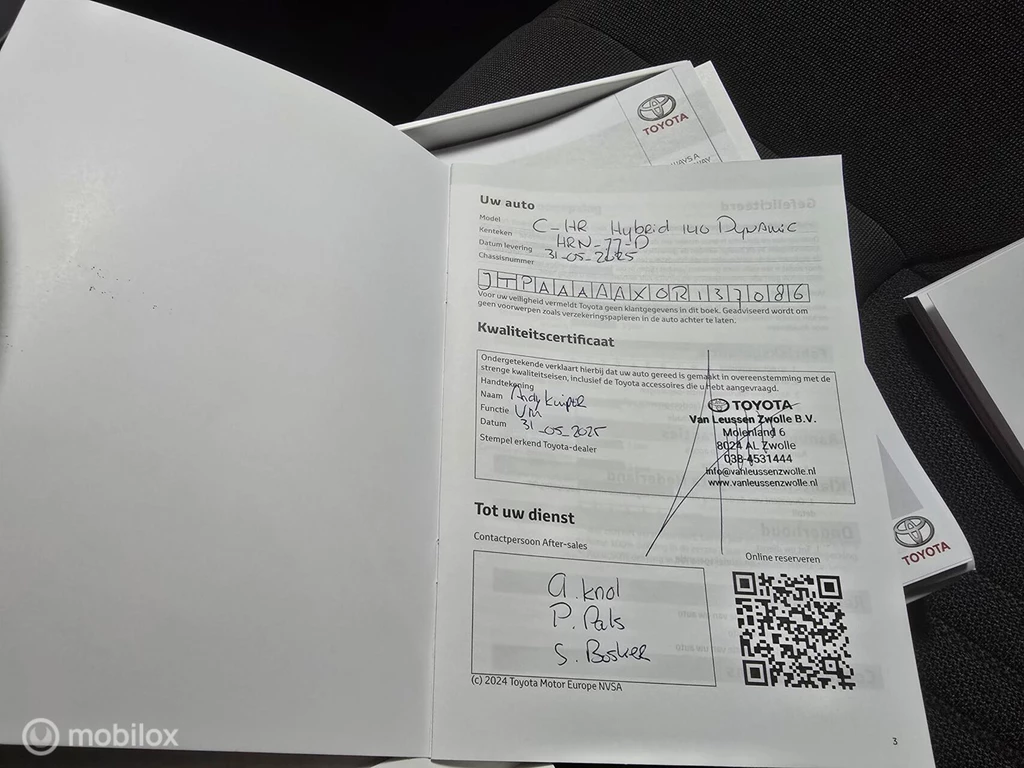 TOYOTA
WAYS A
WAY
Uw auto
Model C-HR Hybrid 140 Dynamic
Kenteken HRN-77-D
Datum levering 31-05-2025
Chassisnummer
JTPAAAAAX0R137086
Voor uw veiligheid vermeldt Toyota geen klantgegevens in dit boek. Geadviseerd wordt om
geen voorwerpen zoals verzekeringspapieren in de auto achter te laten.
Kwaliteitscertificaat
Ondergetekende verklaart hierbij dat uw auto gereed is gemaakt in overeenstemming met de
strenge kwaliteitseisen, inclusief de Toyota accessoires die u hebt aangevraagd.
Handtekening
Naam Andy Kuiper
Functie VM
Datum 31-05-2025
Stempel erkend Toyota-dealer
TOYOTA
Van Leussen Zwolle B.V.
Molenland 6
8024 AL Zwolle
038-4531444
info@vanleussenzwolle.nl
www.vanleussenzwolle.nl
Tot uw dienst
Contactpersoon After-sales
Online reserveren
A. Knol
P. Pals
S. Bosker
(c) 2024 Toyota Motor Europe NVSA
3
TOYOTA
mobilox